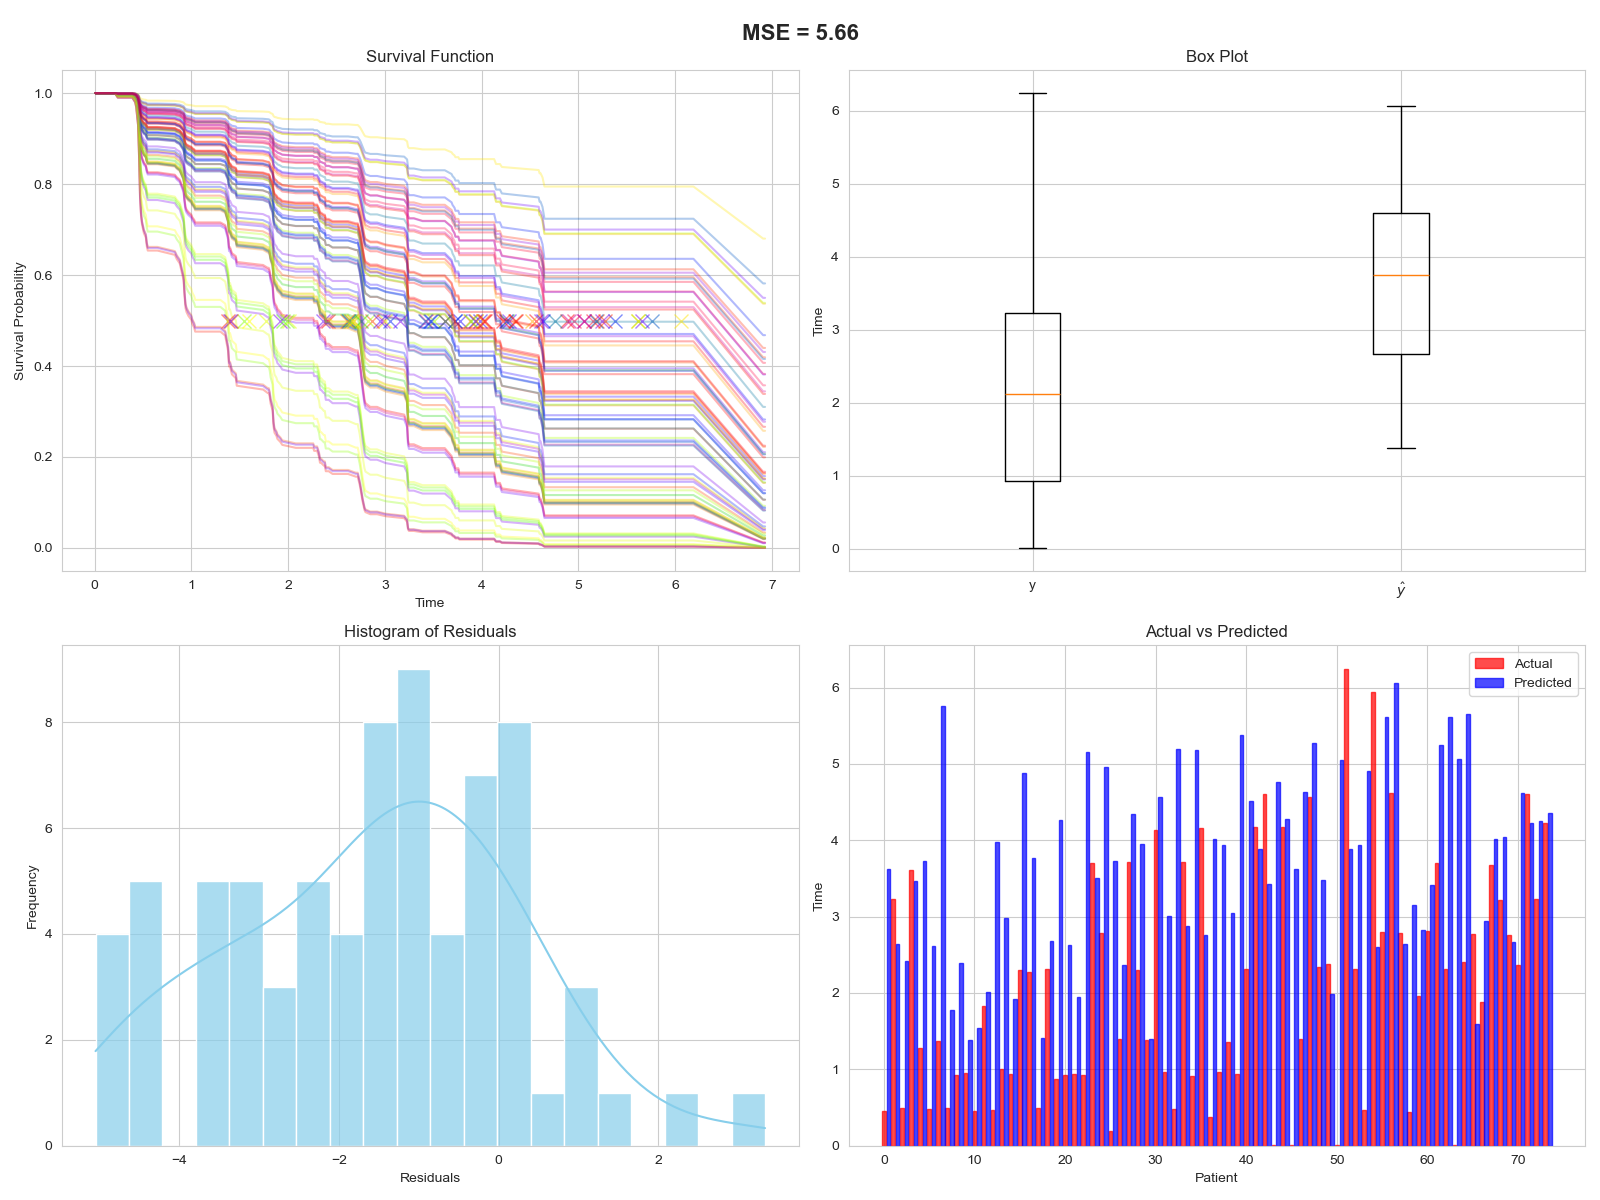 MSE = 5.66
Survival Function
1.0
0.8
0.6
0.4
0.2
0.0
Survival Probability
0 1 2 3 4 5 6 7
Time
Box Plot
6
5
4
3
2
1
0
Time
y ŷ
Histogram of Residuals
8
6
4
2
0
Frequency
−4 −2 0 2
Residuals
Actual vs Predicted
Actual
Predicted
6
5
4
3
2
1
0
Time
0 10 20 30 40 50 60 70
Patient